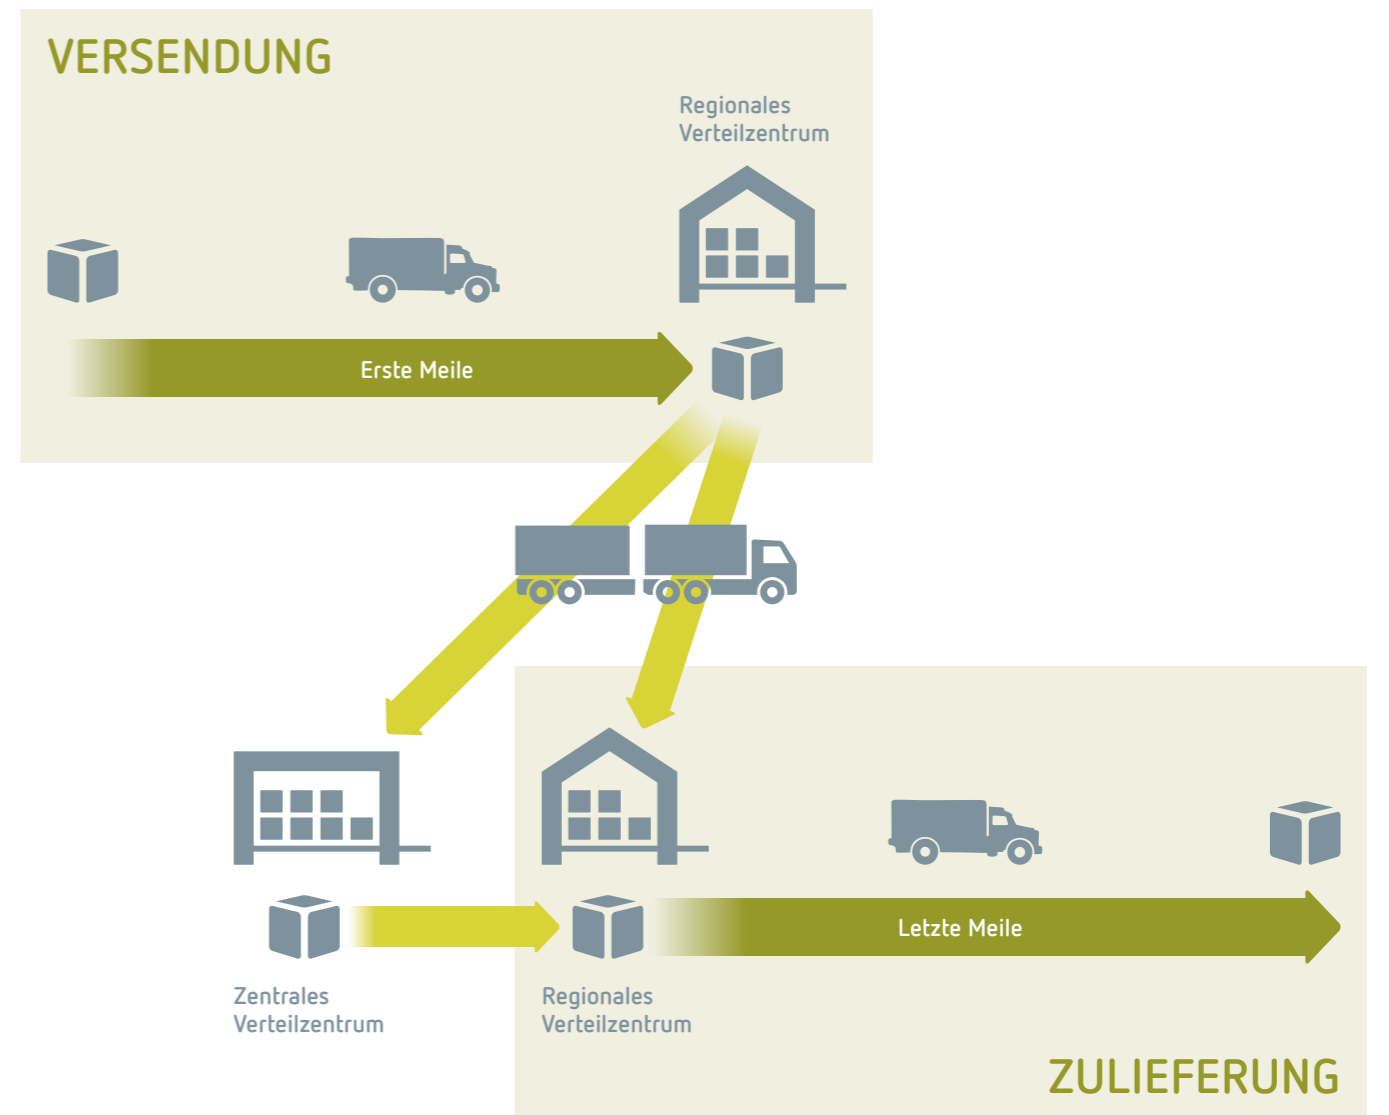 VERSENDUNG
Regionales
Verteilzentrum
Erste Meile
Letzte Meile
Zentrales
Verteilzentrum
Regionales
Verteilzentrum
ZULIEFERUNG